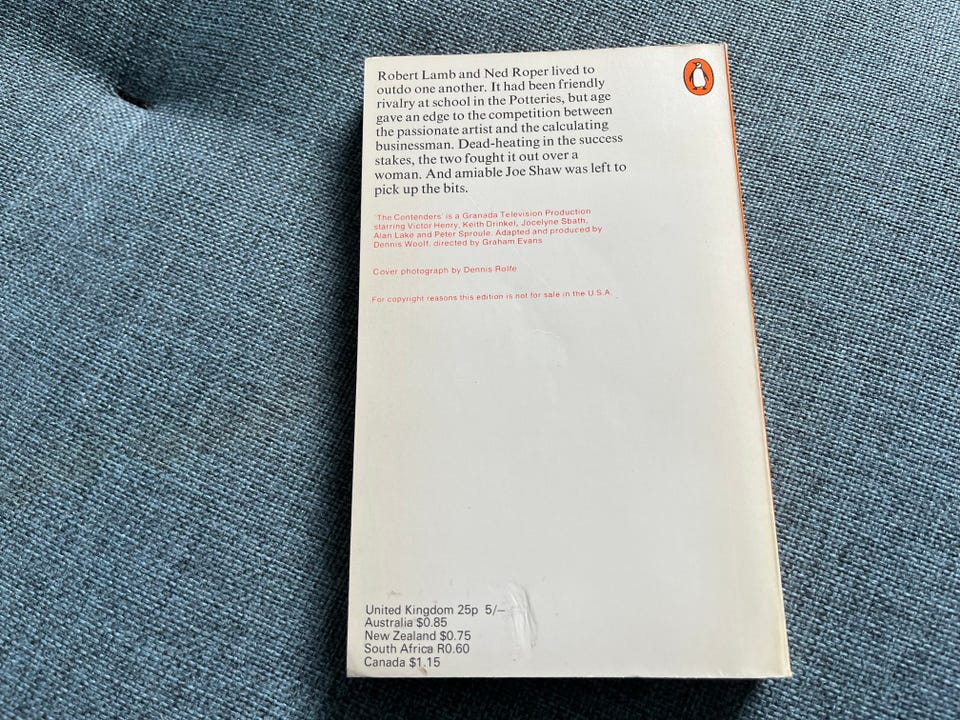 Robert Lamb and Ned Roper lived to
outdo one another. It had been friendly
rivalry at school in the Potteries, but age
gave an edge to the competition between
the passionate artist and the calculating
businessman. Dead-heating in the success
stakes, the two fought it out over a
woman. And amiable Joe Shaw was left to
pick up the bits.
'The Contenders' is a Granada Television Production
starring Victor Henry, Keith Drinkel, Jocelyne Sbath,
Alan Lake and Peter Sproule. Adapted and produced by
Dennis Woolf, directed by Graham Evans
Cover photograph by Dennis Rolfe
For copyright reasons this edition is not for sale in the U.S.A.
United Kingdom 25p 5/–
Australia $0.85
New Zealand $0.75
South Africa R0.60
Canada $1.15